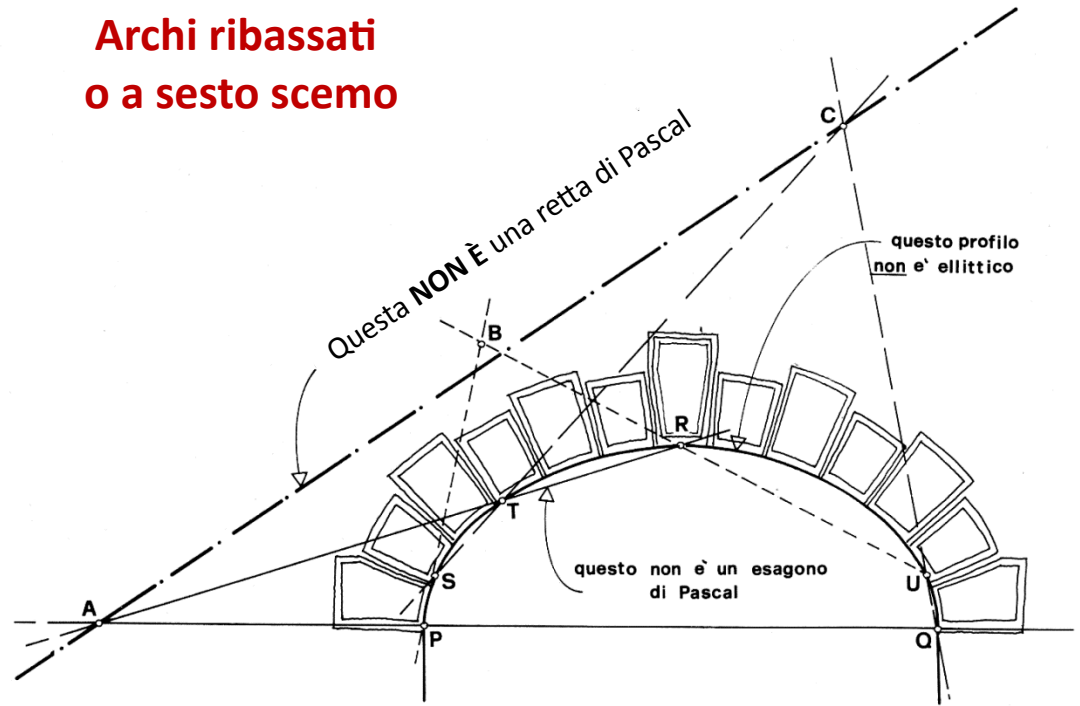 Archi ribassati
o a sesto scemo
C
Questa NON È una retta di Pascal
questo profilo
non e' ellittico
B
R
T
questo non e' un esagono
di Pascal
S
U
A
P
Q